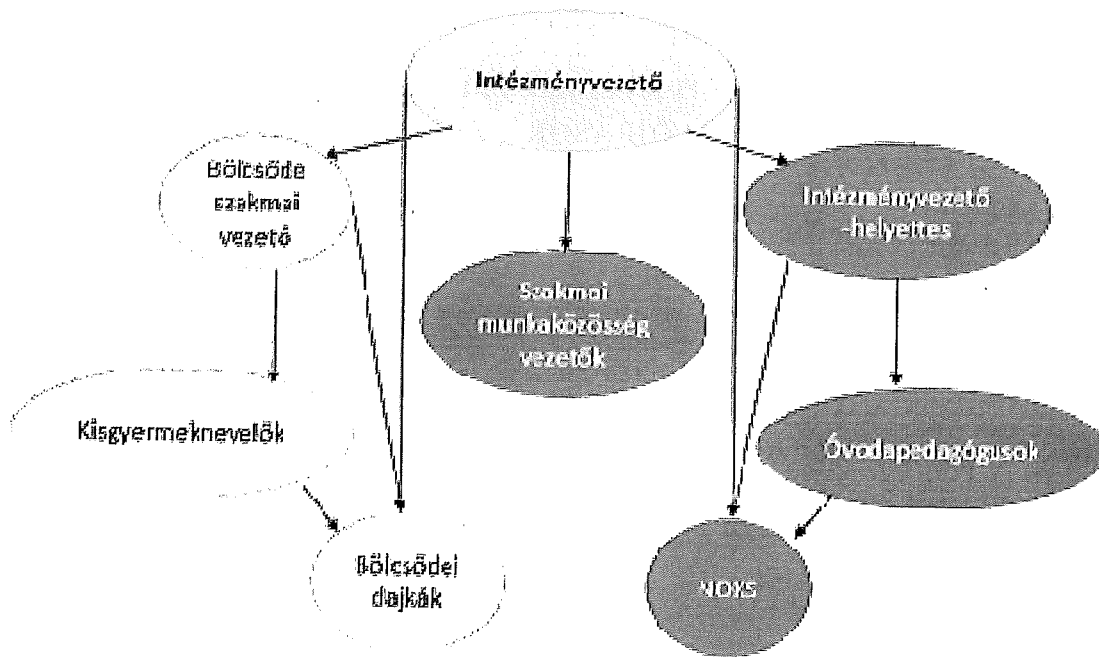 Intézményvezető
Bölcsőde
szakmai
vezető
Intézményvezető
-helyettes
Szakmai
munkaközösség
vezetők
Kisgyermeknevelők
Óvodapedagógusok
Bölcsődei
dajkák
NOKS